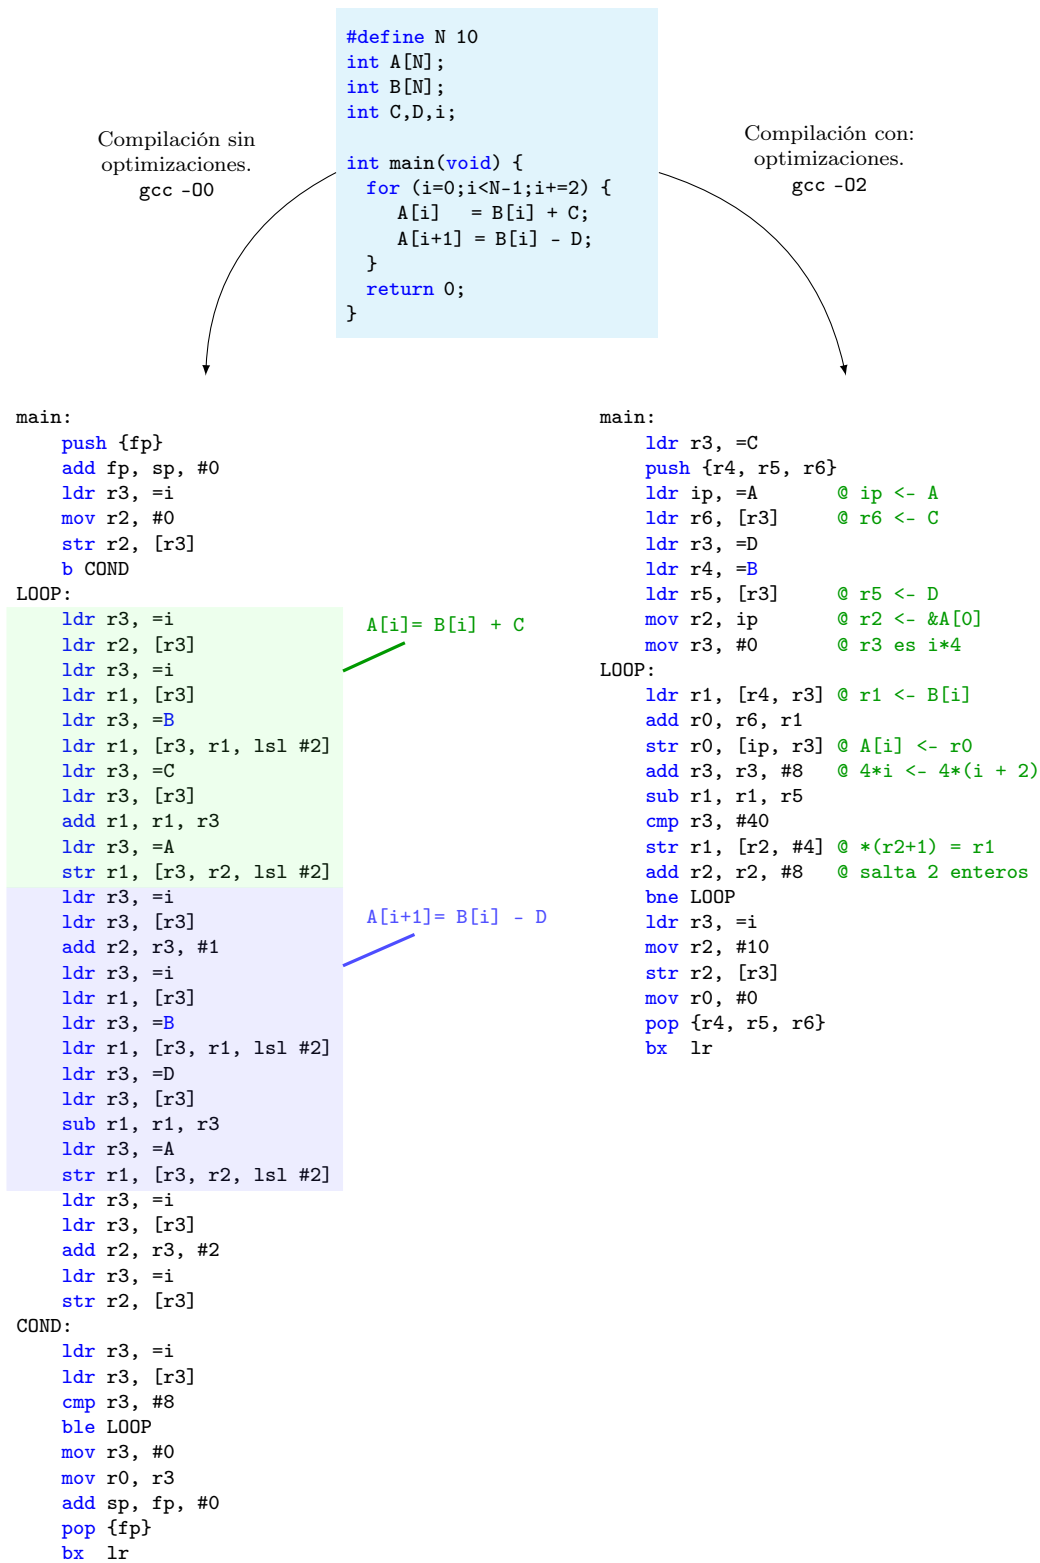 #define N 10
int A[N];
int B[N];
int C,D,i;
int main(void) {
for (i=0;i<N-1;i+=2) {
A[i]   = B[i] + C;
A[i+1] = B[i] - D;
}
return 0;
}
Compilación sin
optimizaciones.
gcc -O0
Compilación con:
optimizaciones.
gcc -O2
main:
push {fp}
add fp, sp, #0
ldr r3, =i
mov r2, #0
str r2, [r3]
b COND
LOOP:
ldr r3, =i
ldr r2, [r3]
ldr r3, =i
ldr r1, [r3]
ldr r3, =B
ldr r1, [r3, r1, lsl #2]
ldr r3, =C
ldr r3, [r3]
add r1, r1, r3
ldr r3, =A
str r1, [r3, r2, lsl #2]
ldr r3, =i
ldr r3, [r3]
add r2, r3, #1
ldr r3, =i
ldr r1, [r3]
ldr r3, =B
ldr r1, [r3, r1, lsl #2]
ldr r3, =D
ldr r3, [r3]
sub r1, r1, r3
ldr r3, =A
str r1, [r3, r2, lsl #2]
ldr r3, =i
ldr r3, [r3]
add r2, r3, #2
ldr r3, =i
str r2, [r3]
COND:
ldr r3, =i
ldr r3, [r3]
cmp r3, #8
ble LOOP
mov r3, #0
mov r0, r3
add sp, fp, #0
pop {fp}
bx  lr
A[i]= B[i] + C
A[i+1]= B[i] - D
main:
ldr r3, =C
push {r4, r5, r6}
ldr ip, =A       @ ip <- A
ldr r6, [r3]     @ r6 <- C
ldr r3, =D
ldr r4, =B
ldr r5, [r3]     @ r5 <- D
mov r2, ip       @ r2 <- &A[0]
mov r3, #0       @ r3 es i*4
LOOP:
ldr r1, [r4, r3] @ r1 <- B[i]
add r0, r6, r1
str r0, [ip, r3] @ A[i] <- r0
add r3, r3, #8   @ 4*i <- 4*(i + 2)
sub r1, r1, r5
cmp r3, #40
str r1, [r2, #4] @ *(r2+1) = r1
add r2, r2, #8   @ salta 2 enteros
bne LOOP
ldr r3, =i
mov r2, #10
str r2, [r3]
mov r0, #0
pop {r4, r5, r6}
bx  lr